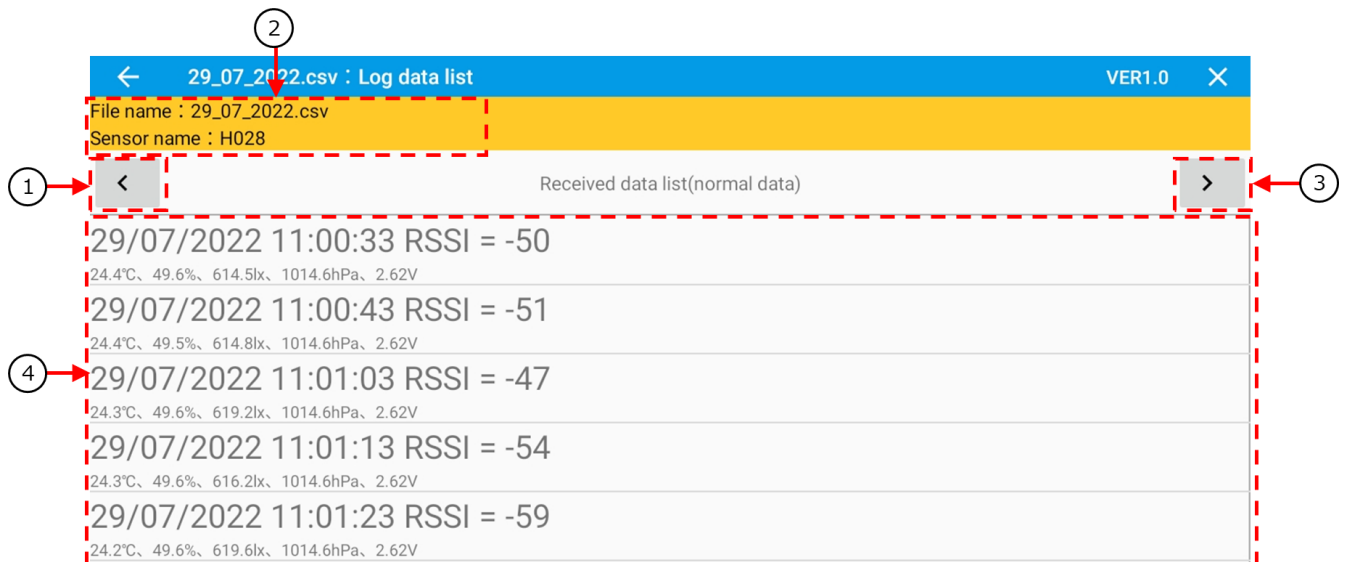 2
29_07_2022.csv：Log data list VER1.0
File name：29_07_2022.csv
Sensor name：H028
1 Received data list(normal data) 3
29/07/2022 11:00:33 RSSI = -50
24.4℃、49.6%、614.5lx、1014.6hPa、2.62V
29/07/2022 11:00:43 RSSI = -51
24.4℃、49.5%、614.8lx、1014.6hPa、2.62V
4
29/07/2022 11:01:03 RSSI = -47
24.3℃、49.6%、619.2lx、1014.6hPa、2.62V
29/07/2022 11:01:13 RSSI = -54
24.3℃、49.6%、616.2lx、1014.6hPa、2.62V
29/07/2022 11:01:23 RSSI = -59
24.2℃、49.6%、619.6lx、1014.6hPa、2.62V